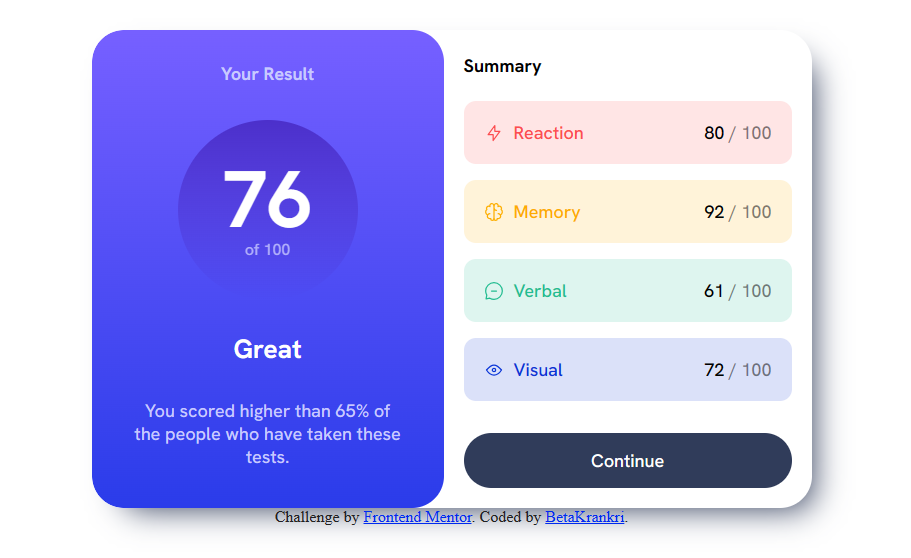 Your Result
76
of 100
Great
You scored higher than 65% of
the people who have taken these
tests.
Summary
Reaction 80 / 100
Memory 92 / 100
Verbal 61 / 100
Visual 72 / 100
Continue
Challenge by Frontend Mentor. Coded by BetaKrankri.